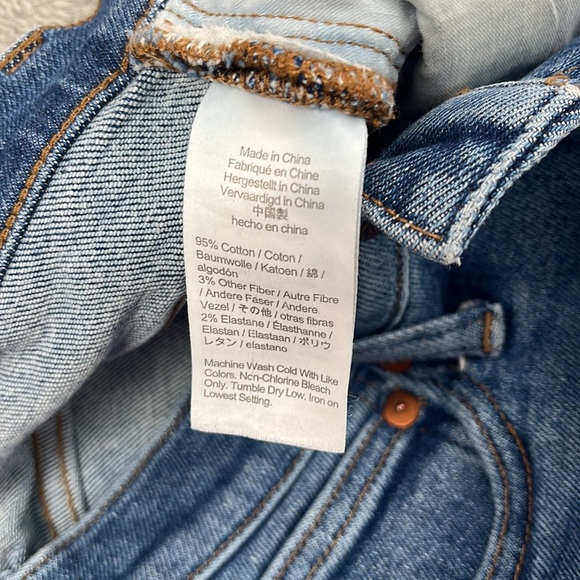 Made in China
Fabriqué en Chine
Hergestellt in China
Vervaardigd in China
中国製
hecho en china
95% Cotton / Coton /
Baumwolle / Katoen / 綿 /
algodón
3% Other Fiber / Autre Fibre
/ Andere Faser / Andere
Vezel / その他 / otras fibras
2% Elastane / Élasthanne /
Elastan / Elastaan / ポリウ
レタン / elastano
Machine Wash Cold With Like
Colors. Non-Chlorine Bleach
Only. Tumble Dry Low. Iron on
Lowest Setting.